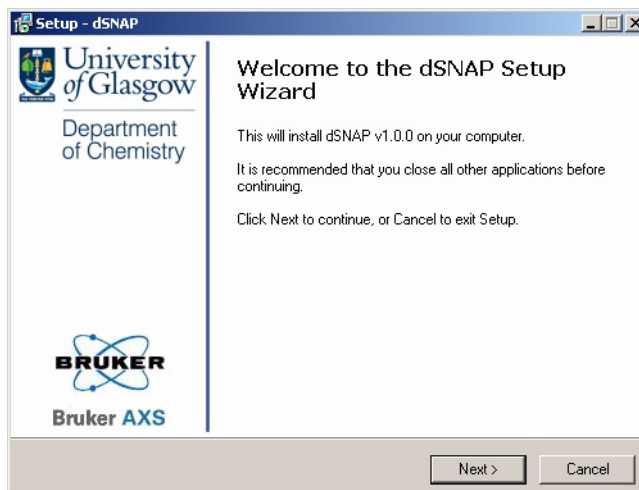 Setup - dSNAP
University
of Glasgow
Department
of Chemistry
Welcome to the dSNAP Setup
Wizard
This will install dSNAP v1.0.0 on your computer.
It is recommended that you close all other applications before
continuing.
Click Next to continue, or Cancel to exit Setup.
BRUKER
Bruker AXS
Next >
Cancel